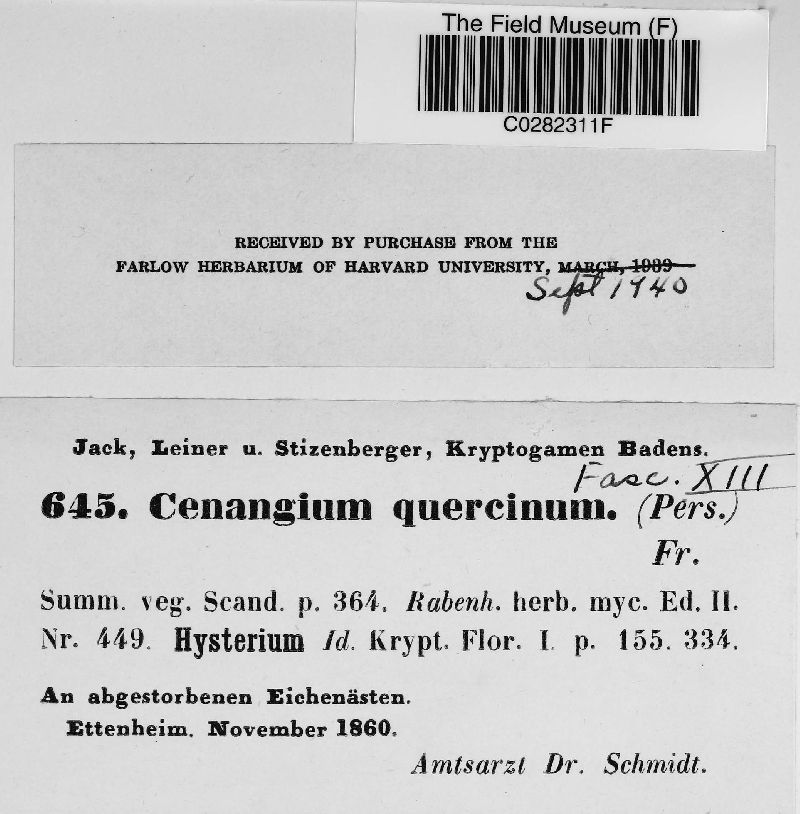 The Field Museum (F)
C0282311F
RECEIVED BY PURCHASE FROM THE
FARLOW HERBARIUM OF HARVARD UNIVERSITY, MARCH, 1939
Sept 1940
Jack, Leiner u. Stizenberger, Kryptogamen Badens.
Fasc. XIII
645. Cenangium quercinum. (Pers.)
Fr.
Summ. veg. Scand. p. 364. Rabenh. herb. myc. Ed. II.
Nr. 449. Hysterium Id. Krypt. Flor. I. p. 155. 334.
An abgestorbenen Eichenästen.
Ettenheim. November 1860.
Amtsarzt Dr. Schmidt.